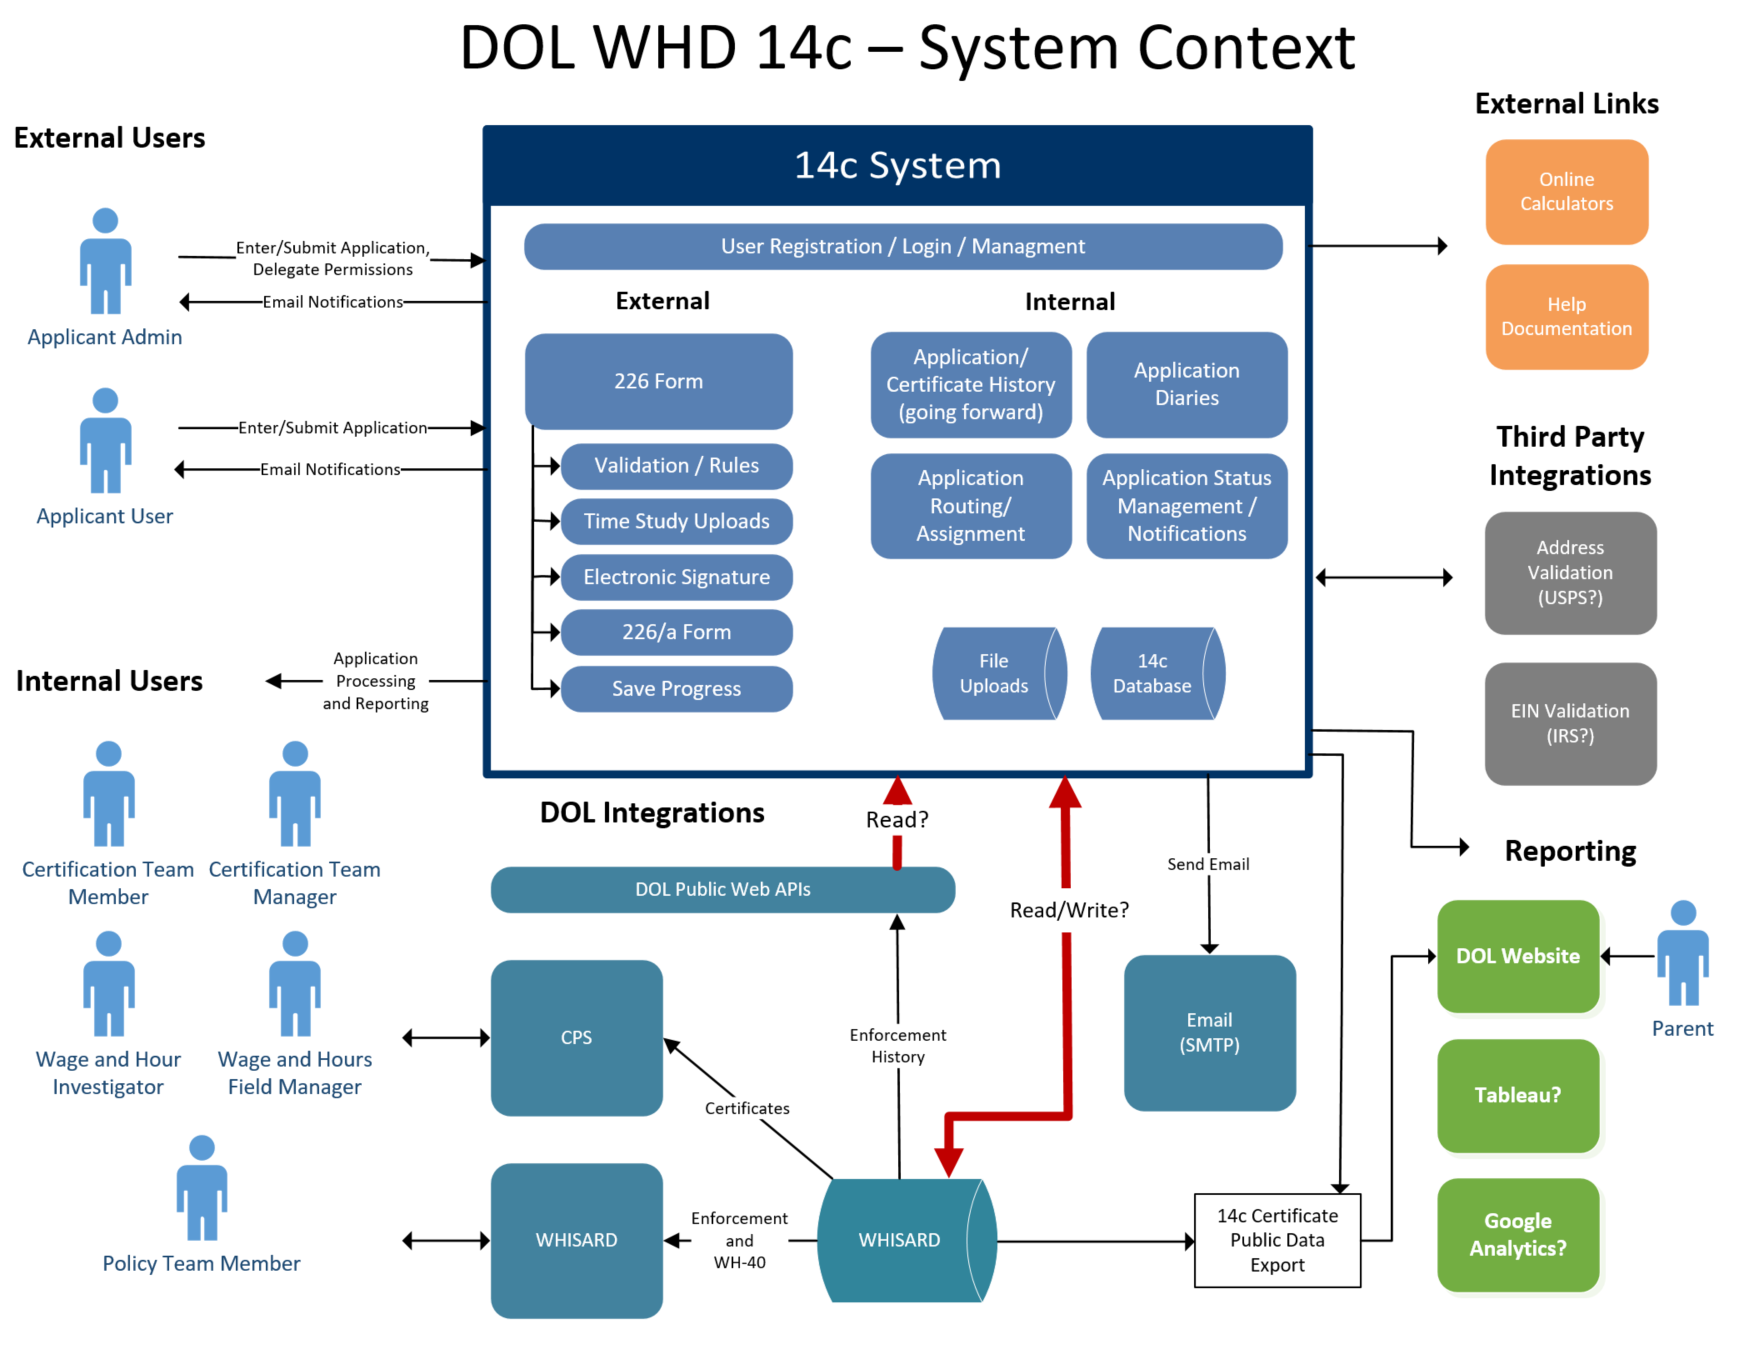 DOL WHD 14c – System Context
External Users
Applicant Admin
Enter/Submit Application,
Delegate Permissions
Email Notifications
Applicant User
Enter/Submit Application
Email Notifications
Internal Users
Application
Processing
and Reporting
Certification Team
Member
Certification Team
Manager
Wage and Hour
Investigator
Wage and Hours
Field Manager
Policy Team Member
14c System
User Registration / Login / Managment
External
226 Form
Validation / Rules
Time Study Uploads
Electronic Signature
226/a Form
Save Progress
Internal
Application/
Certificate History
(going forward)
Application
Diaries
Application
Routing/
Assignment
Application Status
Management /
Notifications
File
Uploads
14c
Database
DOL Integrations
Read?
DOL Public Web APIs
Read/Write?
Send Email
CPS
Enforcement
History
Certificates
Email
(SMTP)
WHISARD
Enforcement
and
WH-40
WHISARD
14c Certificate
Public Data
Export
External Links
Online
Calculators
Help
Documentation
Third Party
Integrations
Address
Validation
(USPS?)
EIN Validation
(IRS?)
Reporting
DOL Website
Parent
Tableau?
Google
Analytics?